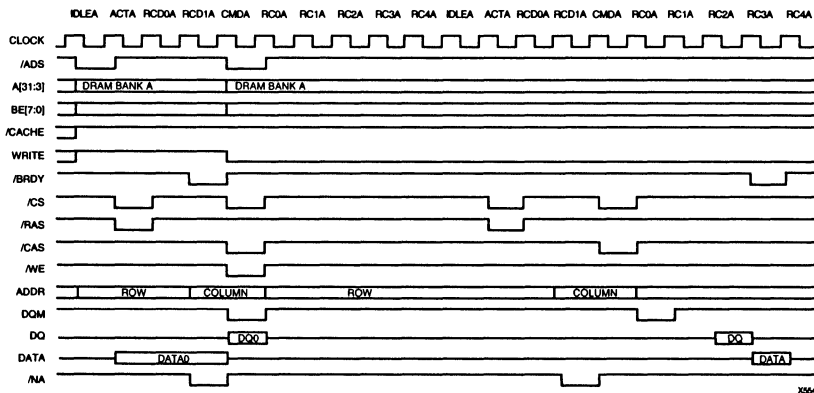 IDLEA ACTA RCD0A RCD1A CMDA RC0A RC1A RC2A RC3A RC4A IDLEA ACTA RCD0A RCD1A CMDA RC0A RC1A RC2A RC3A RC4A
CLOCK
/ADS
A[31:3] DRAM BANK A DRAM BANK A
BE[7:0]
/CACHE
WRITE
/BRDY
/CS
/RAS
/CAS
/WE
ADDR ROW COLUMN ROW COLUMN
DQM
DQ DQ0 DQ
DATA DATA0 DATA
/NA